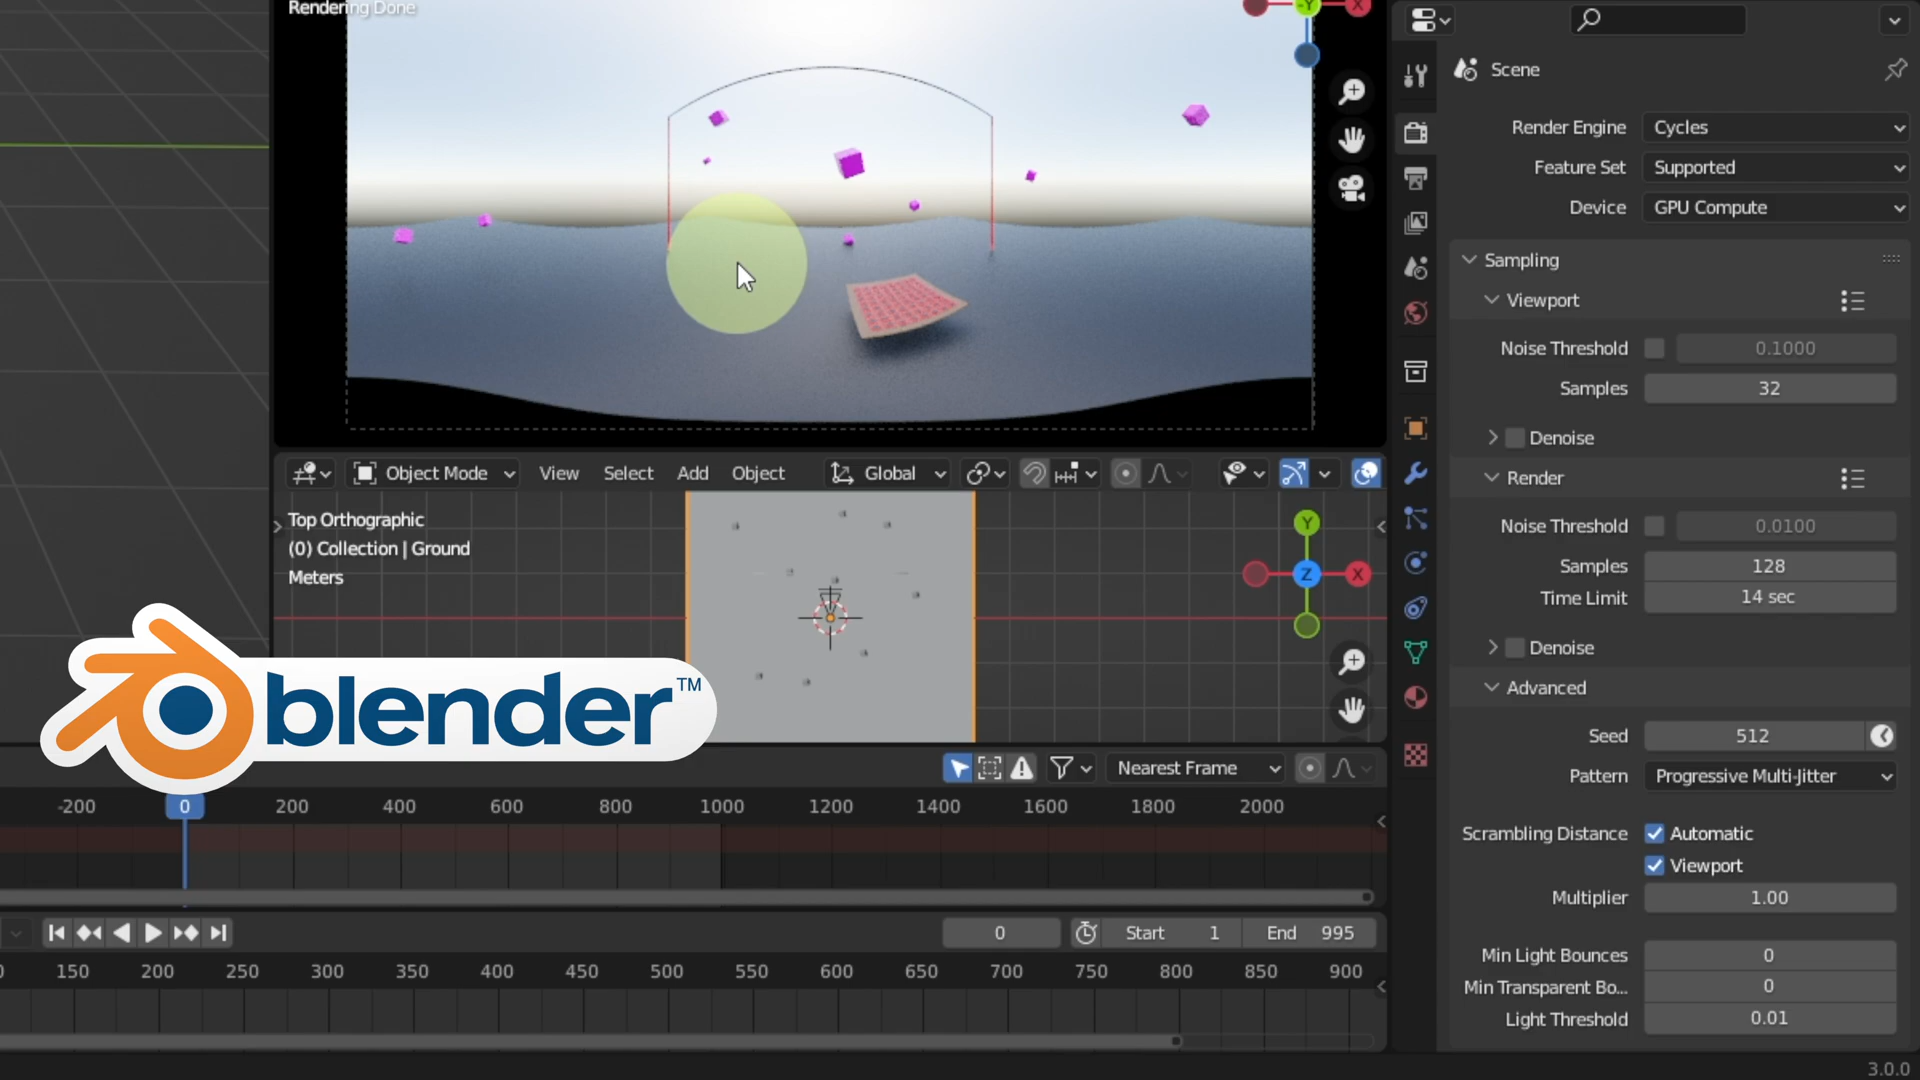 Rendering Done
-Y
X
Scene
Render Engine
Cycles
Feature Set
Supported
Device
GPU Compute
Sampling
Viewport
Noise Threshold
0.1000
Samples
32
Denoise
Render
Noise Threshold
0.0100
Samples
128
Time Limit
14 sec
Denoise
Advanced
Seed
512
Pattern
Progressive Multi-Jitter
Scrambling Distance
Automatic
Viewport
Multiplier
1.00
Min Light Bounces
0
Min Transparent Bo...
0
Light Threshold
0.01
Object Mode
View
Select
Add
Object
Global
Top Orthographic
(0) Collection | Ground
Meters
Y
Z
X
blender™
Nearest Frame
-200
0
200
400
600
800
1000
1200
1400
1600
1800
2000
0
Start
1
End
995
0
150
200
250
300
350
400
450
500
550
600
650
700
750
800
850
900
3.0.0